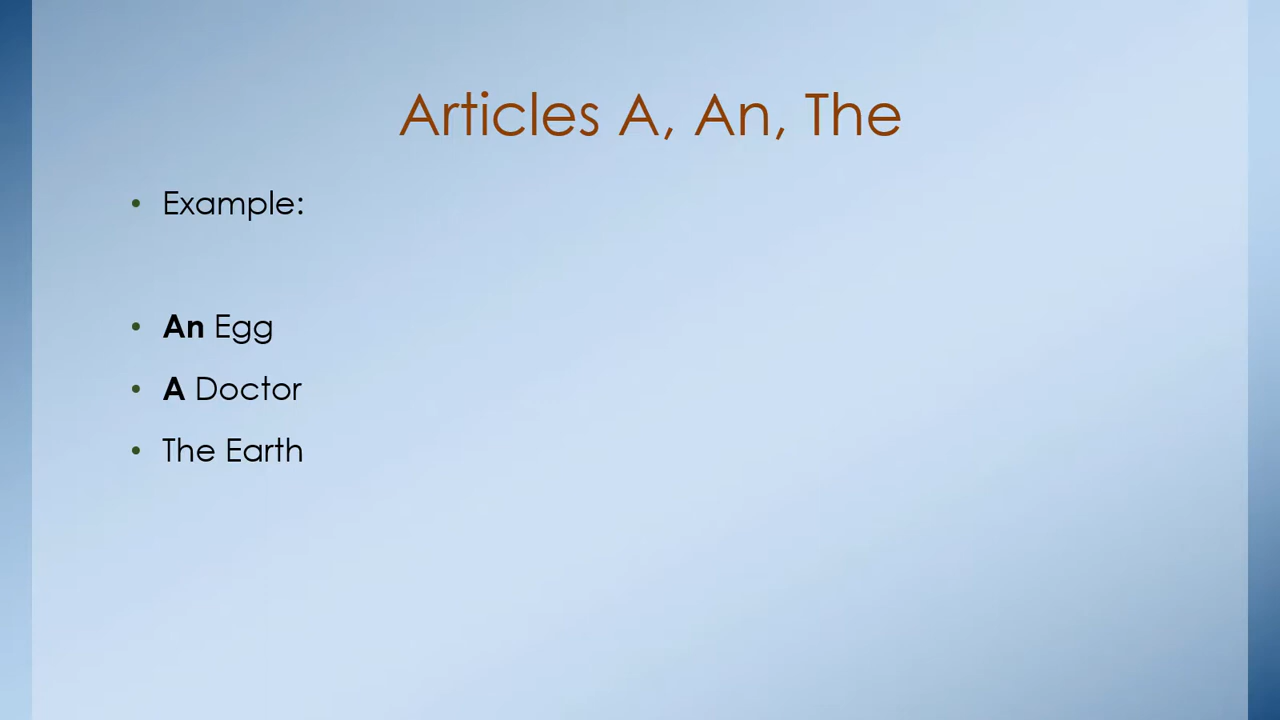 Articles A, An, The
• Example:
• An Egg
• A Doctor
• The Earth